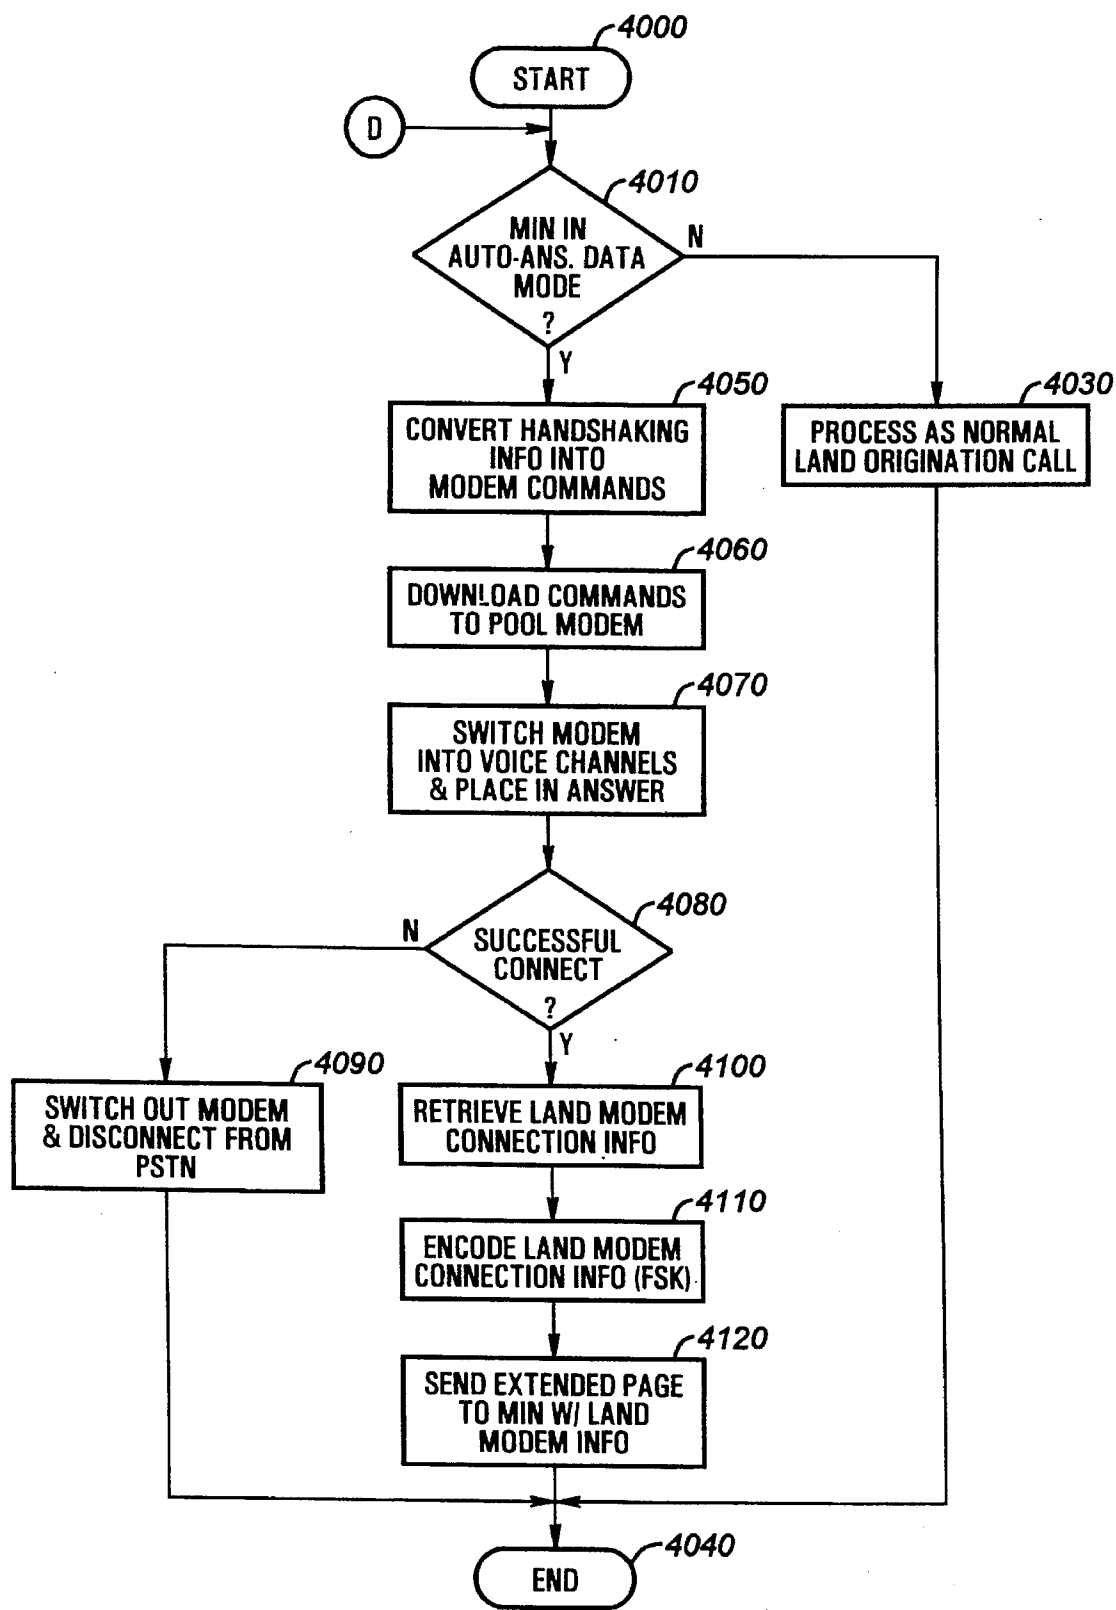 4000
START
D
4010
MIN IN
AUTO-ANS. DATA
MODE
?
N
Y
4050
CONVERT HANDSHAKING
INFO INTO
MODEM COMMANDS
4030
PROCESS AS NORMAL
LAND ORIGINATION CALL
4060
DOWNLOAD COMMANDS
TO POOL MODEM
4070
SWITCH MODEM
INTO VOICE CHANNELS
& PLACE IN ANSWER
4080
SUCCESSFUL
CONNECT
?
N
Y
4090
SWITCH OUT MODEM
& DISCONNECT FROM
PSTN
4100
RETRIEVE LAND MODEM
CONNECTION INFO
4110
ENCODE LAND MODEM
CONNECTION INFO (FSK)
4120
SEND EXTENDED PAGE
TO MIN W/ LAND
MODEM INFO
4040
END